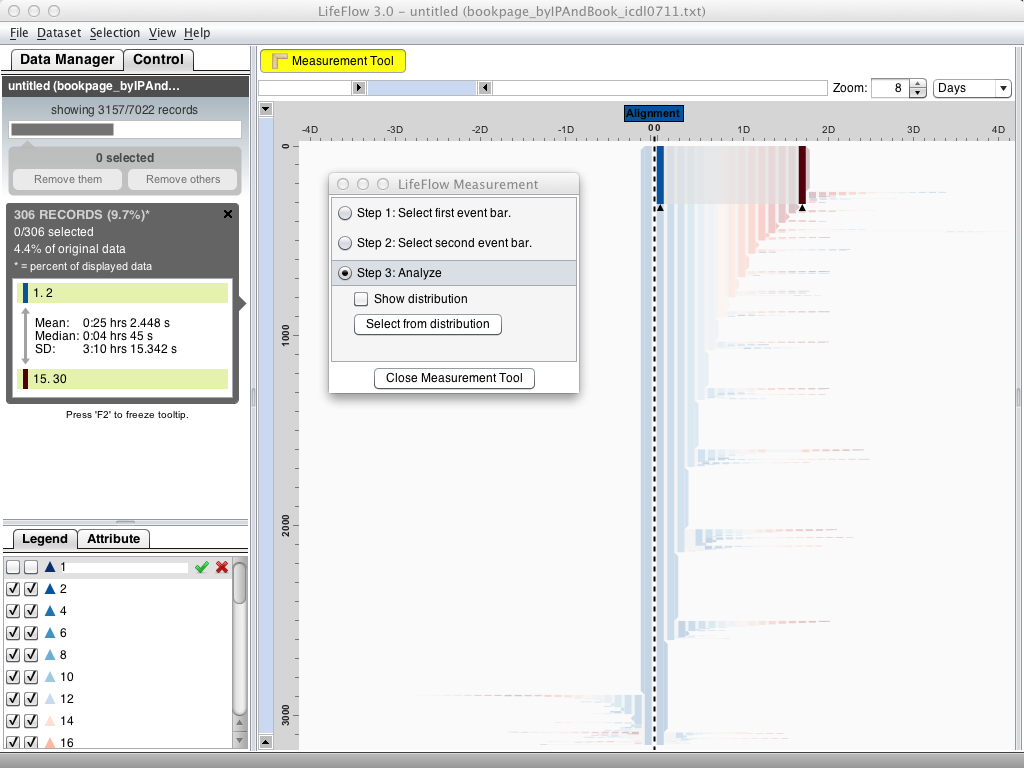 LifeFlow 3.0 – untitled (bookpage_byIPAndBook_icdl0711.txt)
File Dataset Selection View Help
Data Manager Control
untitled (bookpage_byIPAnd...
showing 3157/7022 records
0 selected
Remove them Remove others
306 RECORDS (9.7%)*
0/306 selected
4.4% of original data
* = percent of displayed data
1. 2
Mean: 0:25 hrs 2.448 s
Median: 0:04 hrs 45 s
SD: 3:10 hrs 15.342 s
15. 30
Press 'F2' to freeze tooltip.
Legend Attribute
1
2
4
6
8
10
12
14
16
Measurement Tool
Zoom: 8 Days
Alignment
-4D -3D -2D -1D 0 0 1D 2D 3D 4D
0
1000
2000
3000
LifeFlow Measurement
Step 1: Select first event bar.
Step 2: Select second event bar.
Step 3: Analyze
Show distribution
Select from distribution
Close Measurement Tool